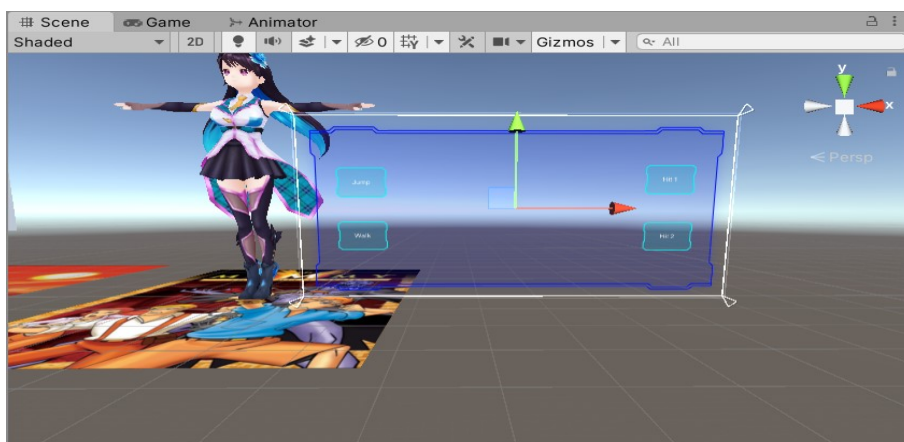 Scene Game Animator
Shaded 2D 0 Gizmos All
y
x
Persp
Jump
Hit 1
Walk
Hit 2